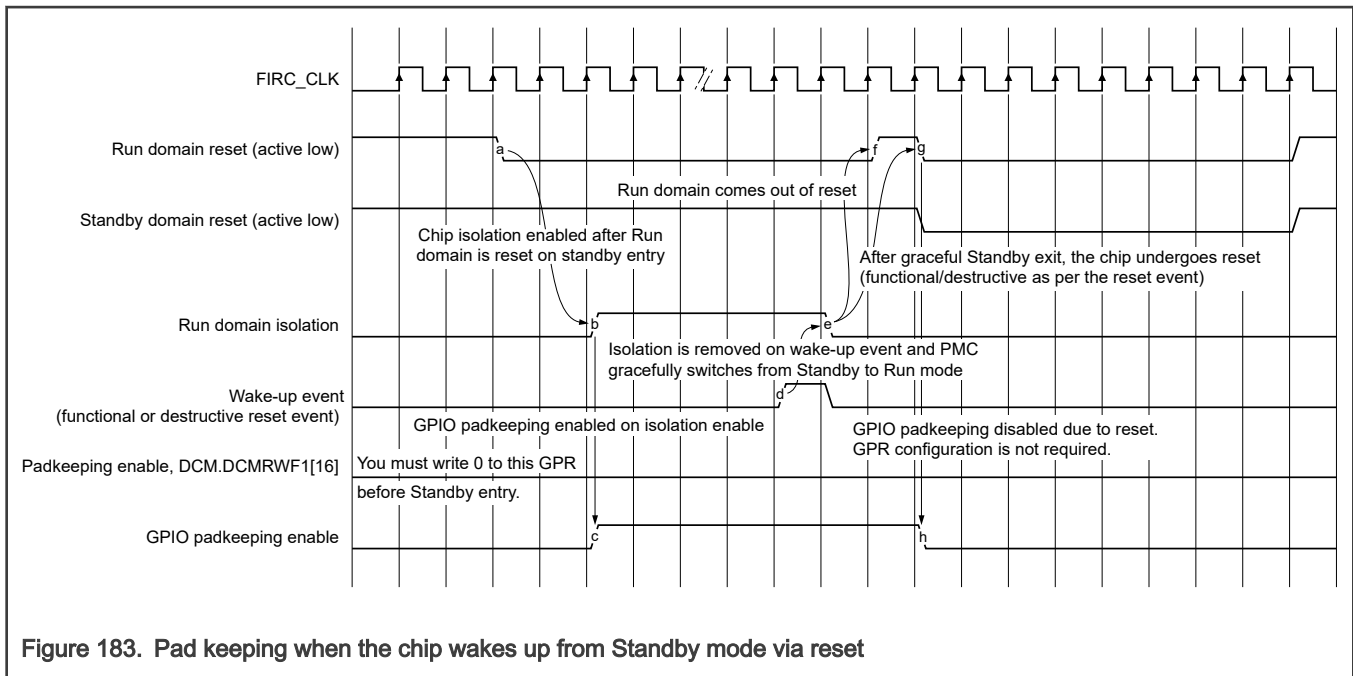 FIRC_CLK
Run domain reset (active low)
a
f
g
Run domain comes out of reset
Standby domain reset (active low)
Chip isolation enabled after Run
domain is reset on standby entry
After graceful Standby exit, the chip undergoes reset
(functional/destructive as per the reset event)
Run domain isolation
b
e
Isolation is removed on wake-up event and PMC
gracefully switches from Standby to Run mode
Wake-up event
(functional or destructive reset event)
d
GPIO padkeeping enabled on isolation enable
GPIO padkeeping disabled due to reset.
GPR configuration is not required.
Padkeeping enable, DCM.DCMRWF1[16]
You must write 0 to this GPR
before Standby entry.
GPIO padkeeping enable
c
h
Figure 183. Pad keeping when the chip wakes up from Standby mode via reset